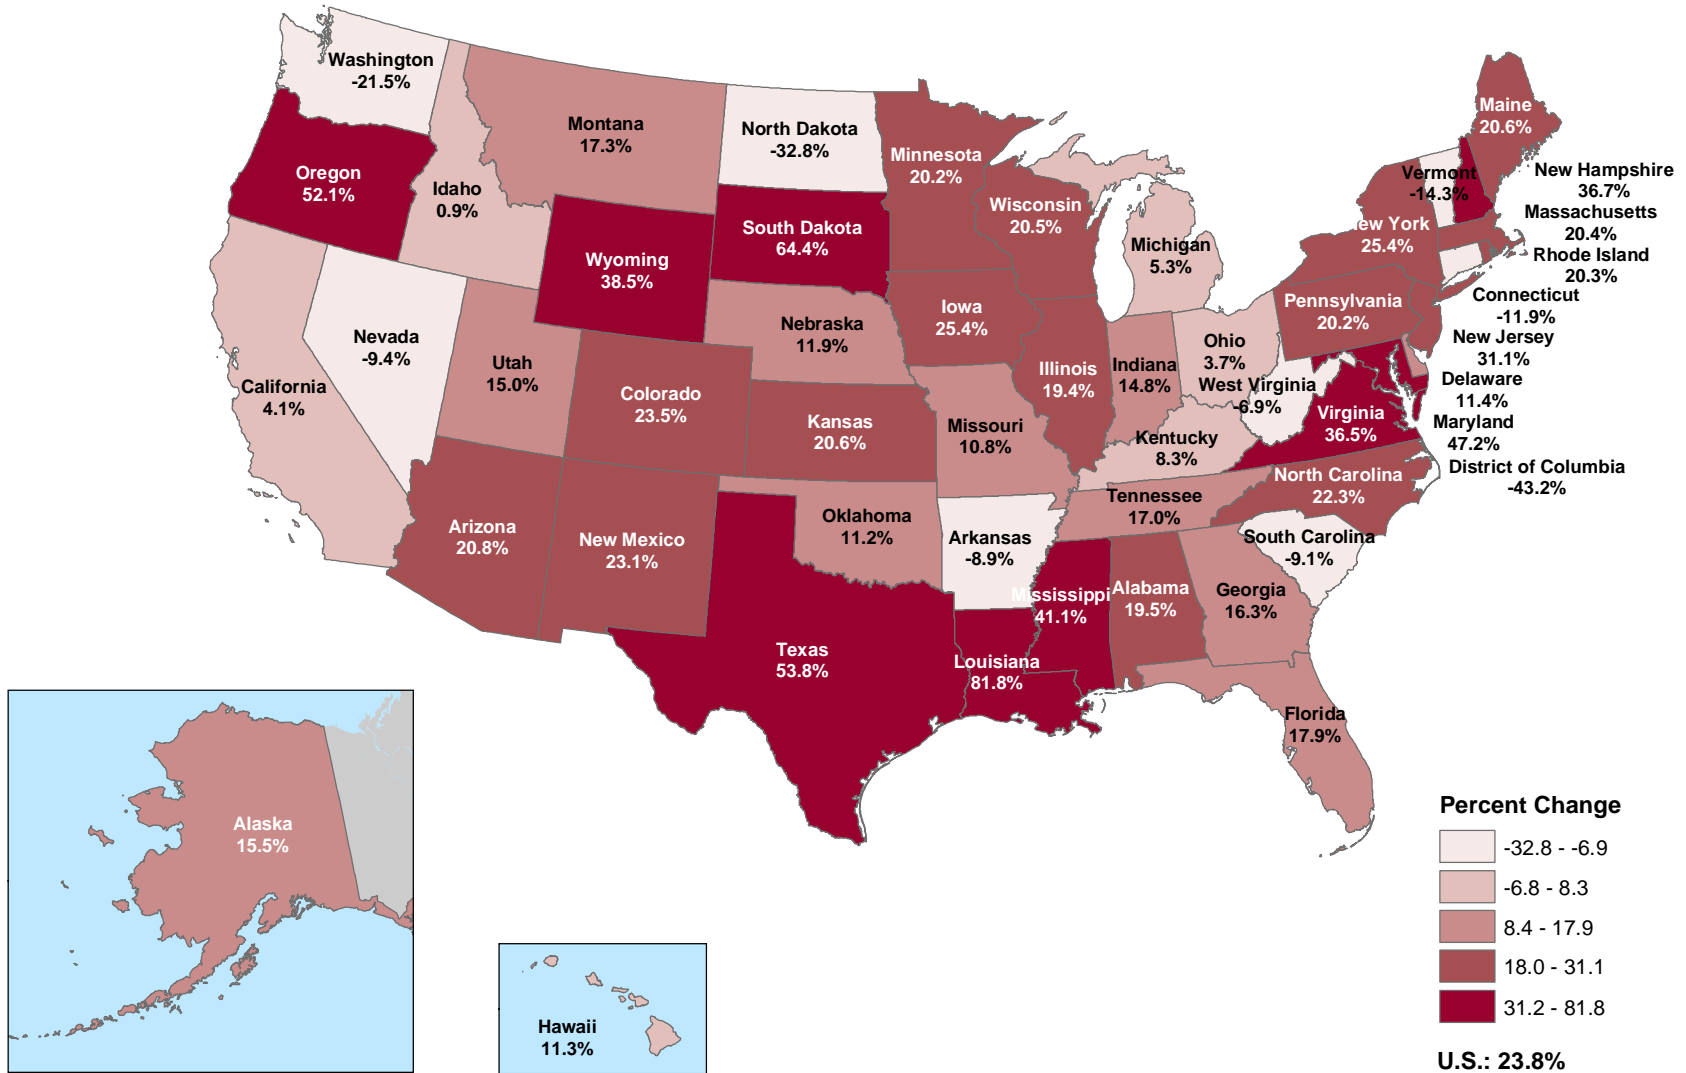 Washington
-21.5%
Oregon
52.1%
Idaho
0.9%
Montana
17.3%
North Dakota
-32.8%
Minnesota
20.2%
Wisconsin
20.5%
Michigan
5.3%
Maine
20.6%
Vermont
-14.3%
New Hampshire
36.7%
Massachusetts
20.4%
Rhode Island
20.3%
Connecticut
-11.9%
New Jersey
31.1%
Delaware
11.4%
Maryland
47.2%
District of Columbia
-43.2%
ew York
25.4%
Pennsylvania
20.2%
Wyoming
38.5%
South Dakota
64.4%
Nebraska
11.9%
Iowa
25.4%
Illinois
19.4%
Indiana
14.8%
Ohio
3.7%
West Virginia
-6.9%
Virginia
36.5%
Kentucky
8.3%
North Carolina
22.3%
Tennessee
17.0%
South Carolina
-9.1%
Georgia
16.3%
Florida
17.9%
Alabama
19.5%
Mississippi
41.1%
Louisiana
81.8%
Arkansas
-8.9%
Missouri
10.8%
Kansas
20.6%
Oklahoma
11.2%
Texas
53.8%
New Mexico
23.1%
Colorado
23.5%
Utah
15.0%
Arizona
20.8%
Nevada
-9.4%
California
4.1%
Alaska
15.5%
Hawaii
11.3%
Percent Change
-32.8 - -6.9
-6.8 - 8.3
8.4 - 17.9
18.0 - 31.1
31.2 - 81.8
U.S.: 23.8%